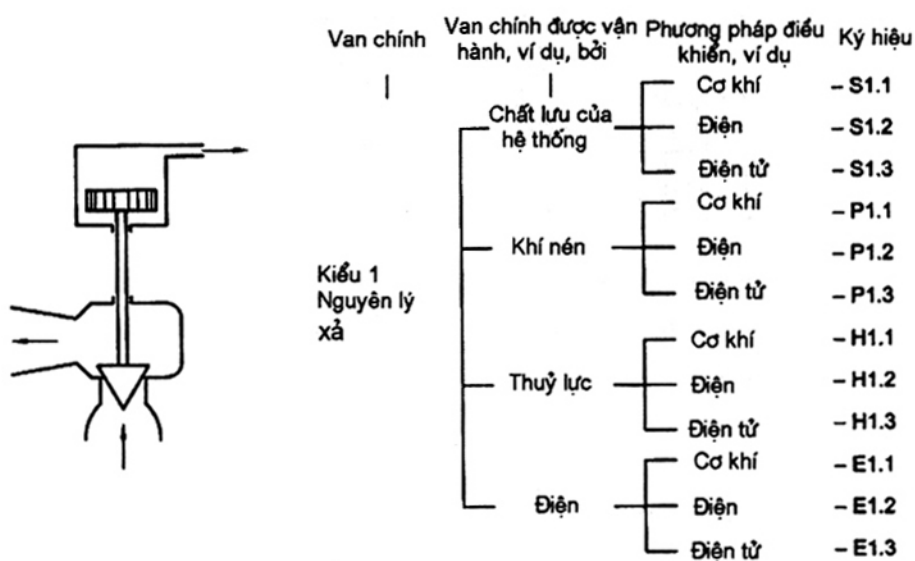 Van chính
Van chính được vận
hành, ví dụ, bởi
Phương pháp điều
khiển, ví dụ
Ký hiệu
Kiểu 1
Nguyên lý
xả
Chất lưu của
hệ thống
Cơ khí – S1.1
Điện – S1.2
Điện tử – S1.3
Khí nén
Cơ khí – P1.1
Điện – P1.2
Điện tử – P1.3
Thuỷ lực
Cơ khí – H1.1
Điện – H1.2
Điện tử – H1.3
Điện
Cơ khí – E1.1
Điện – E1.2
Điện tử – E1.3